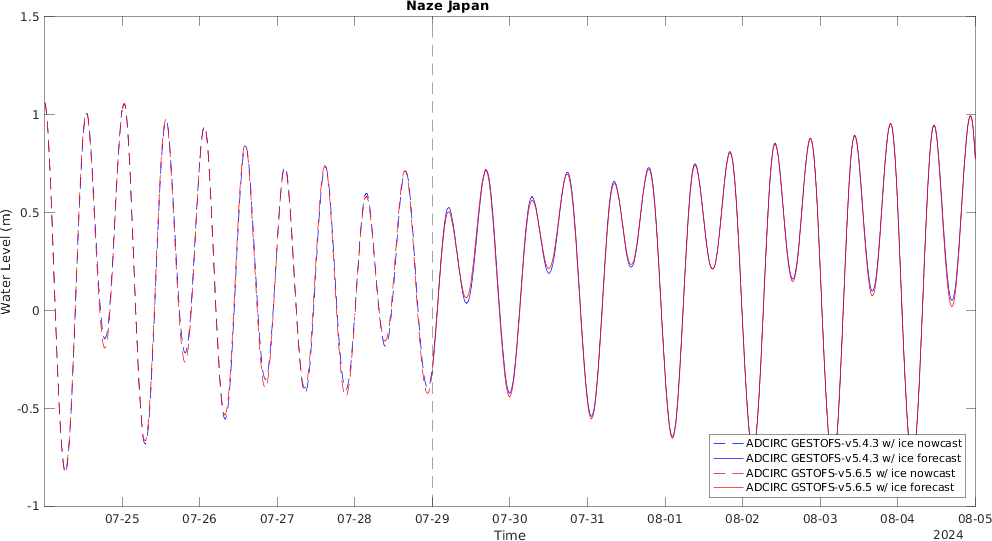 Naze Japan
1.5
1
0.5
0
-0.5
-1
Water Level (m)
ADCIRC GESTOFS-v5.4.3 w/ ice nowcast
ADCIRC GESTOFS-v5.4.3 w/ ice forecast
ADCIRC GSTOFS-v5.6.5 w/ ice nowcast
ADCIRC GSTOFS-v5.6.5 w/ ice forecast
07-25 07-26 07-27 07-28 07-29 07-30 07-31 08-01 08-02 08-03 08-04 08-05
Time
2024